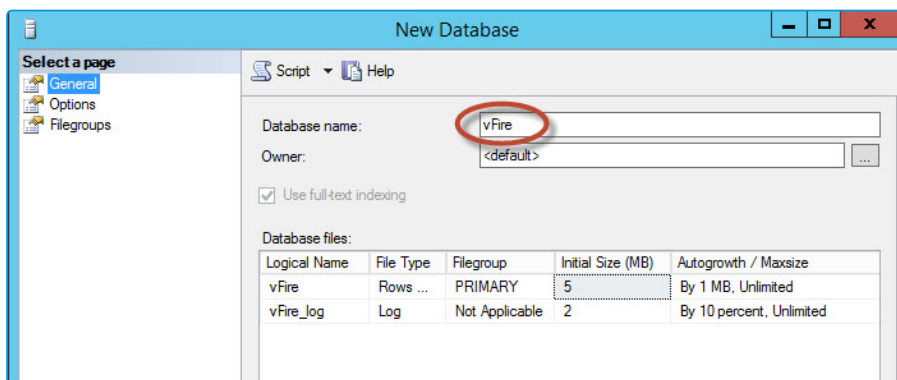 New Database
Select a page
General
Options
Filegroups
Script Help
Database name: vFire
Owner: <default> ...
Use full-text indexing
Database files:
Logical Name File Type Filegroup Initial Size (MB) Autogrowth / Maxsize
vFire Rows ... PRIMARY 5 By 1 MB, Unlimited
vFire_log Log Not Applicable 2 By 10 percent, Unlimited